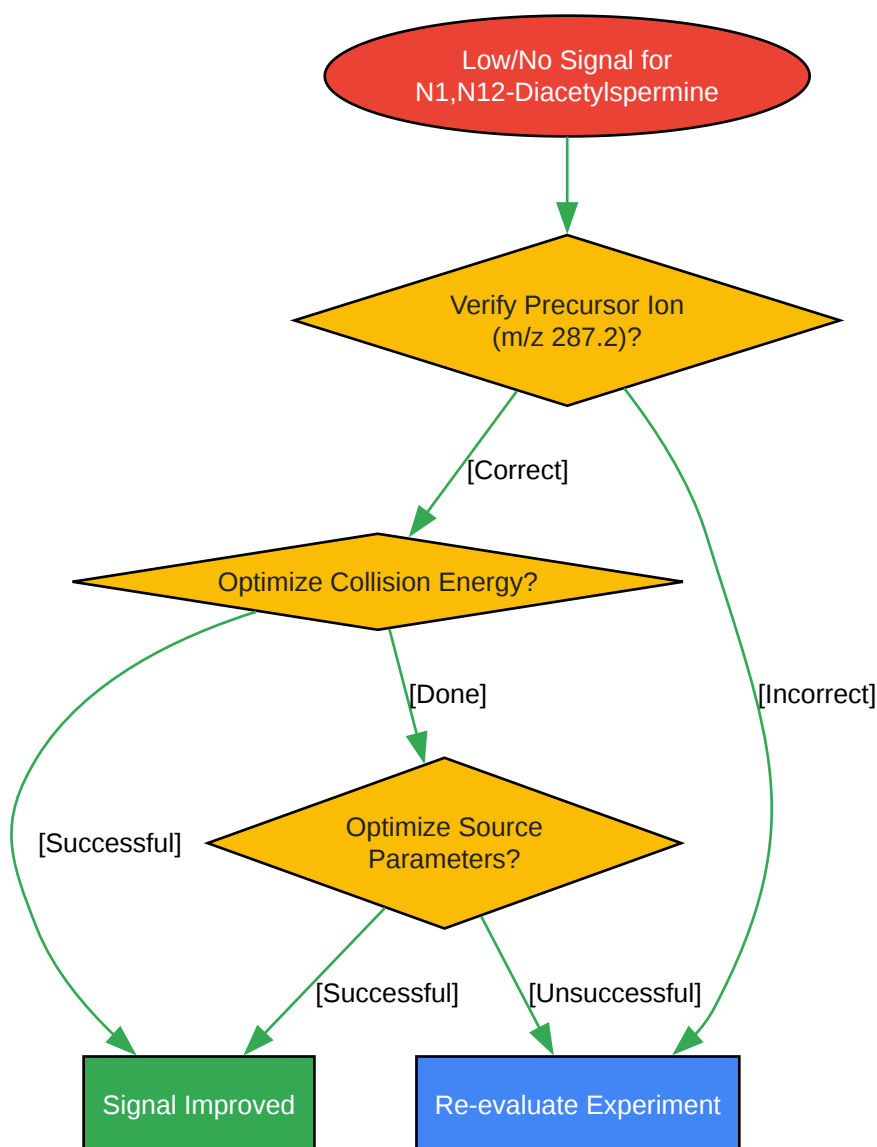 Low/No Signal for
N1,N12-Diacetylspermine
Verify Precursor Ion
(m/z 287.2)?
[Correct]
Optimize Collision Energy?
[Done]
[Incorrect]
Optimize Source
Parameters?
[Successful]
[Successful]
[Unsuccessful]
Signal Improved
Re-evaluate Experiment